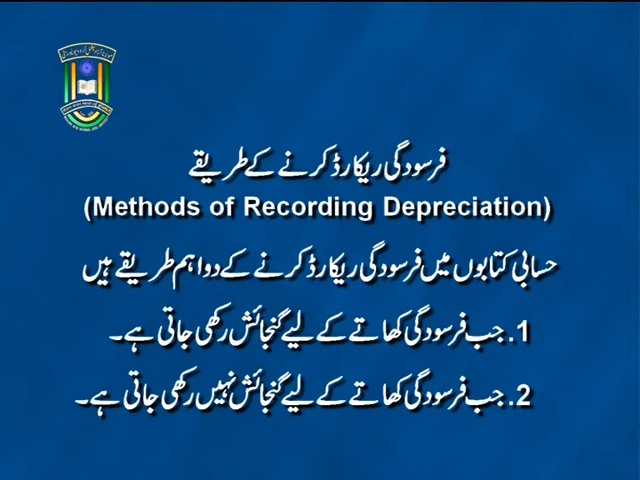 فرسودگی ریکارڈ کرنے کے طریقے
(Methods of Recording Depreciation)
حسابی کتابوں میں فرسودگی ریکارڈ کرنے کے دو اہم طریقے ہیں
1. جب فرسودگی کھاتے کے لیے گنجائش رکھی جاتی ہے۔
2. جب فرسودگی کھاتے کے لیے گنجائش نہیں رکھی جاتی ہے۔